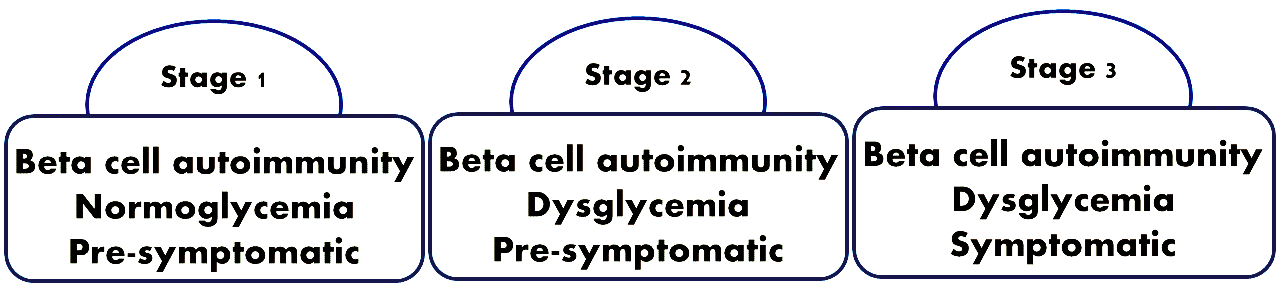 Stage 1
Beta cell autoimmunity
Normoglycemia
Pre-symptomatic
Stage 2
Beta cell autoimmunity
Dysglycemia
Pre-symptomatic
Stage 3
Beta cell autoimmunity
Dysglycemia
Symptomatic